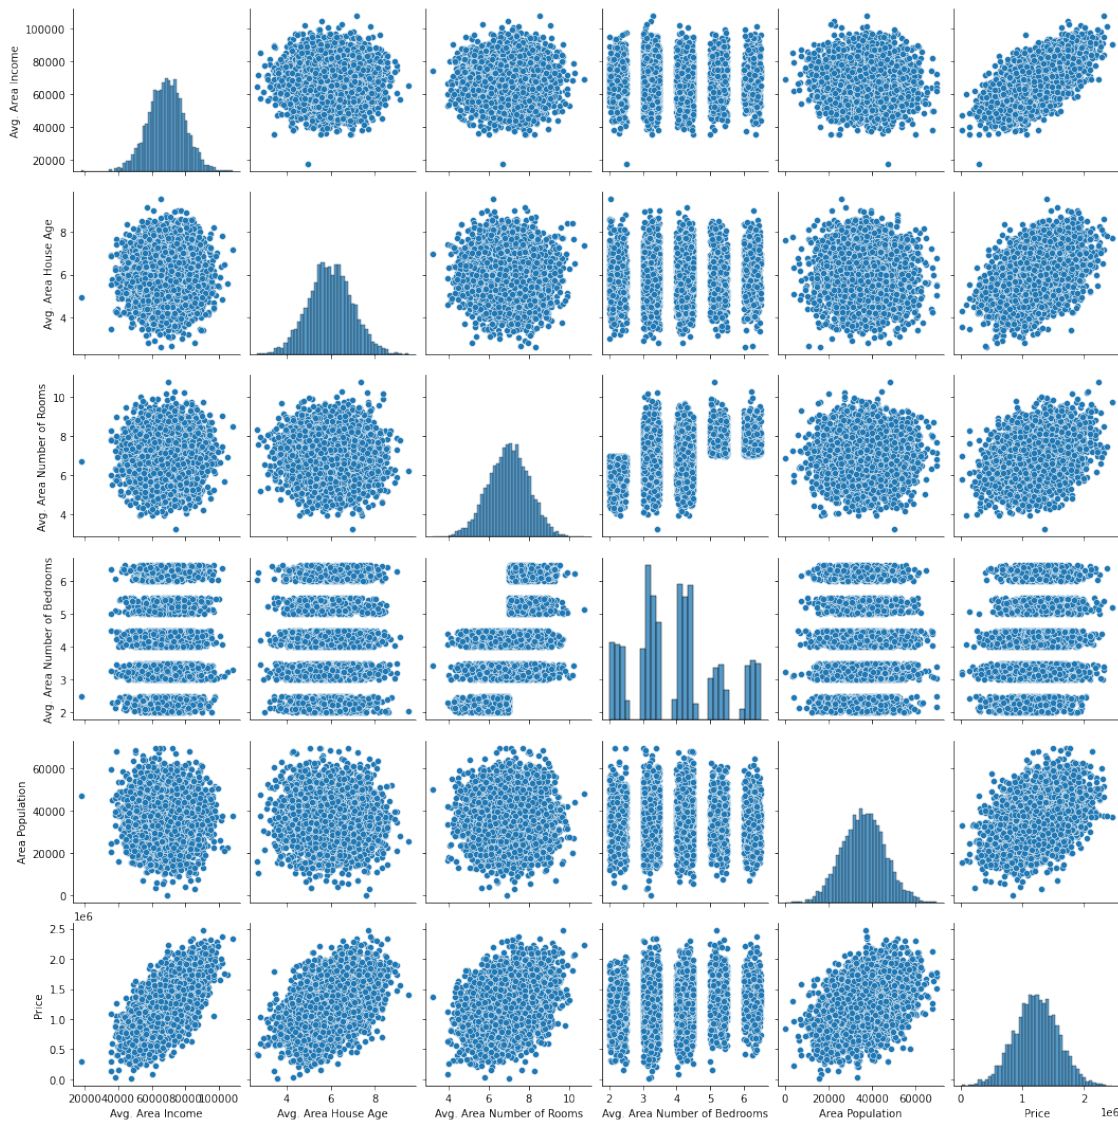 100000
80000
60000
40000
20000
Avg. Area Income
8
6
4
Avg. Area House Age
10
8
6
4
Avg. Area Number of Rooms
6
5
4
3
2
Avg. Area Number of Bedrooms
60000
40000
20000
0
Area Population
1e6
2.5
2.0
1.5
1.0
0.5
0.0
Price
20000 40000 60000 80000 100000
Avg. Area Income
4 6 8
Avg. Area House Age
4 6 8 10
Avg. Area Number of Rooms
2 3 4 5 6
Avg. Area Number of Bedrooms
0 20000 40000 60000
Area Population
0 1 2
Price
1e6